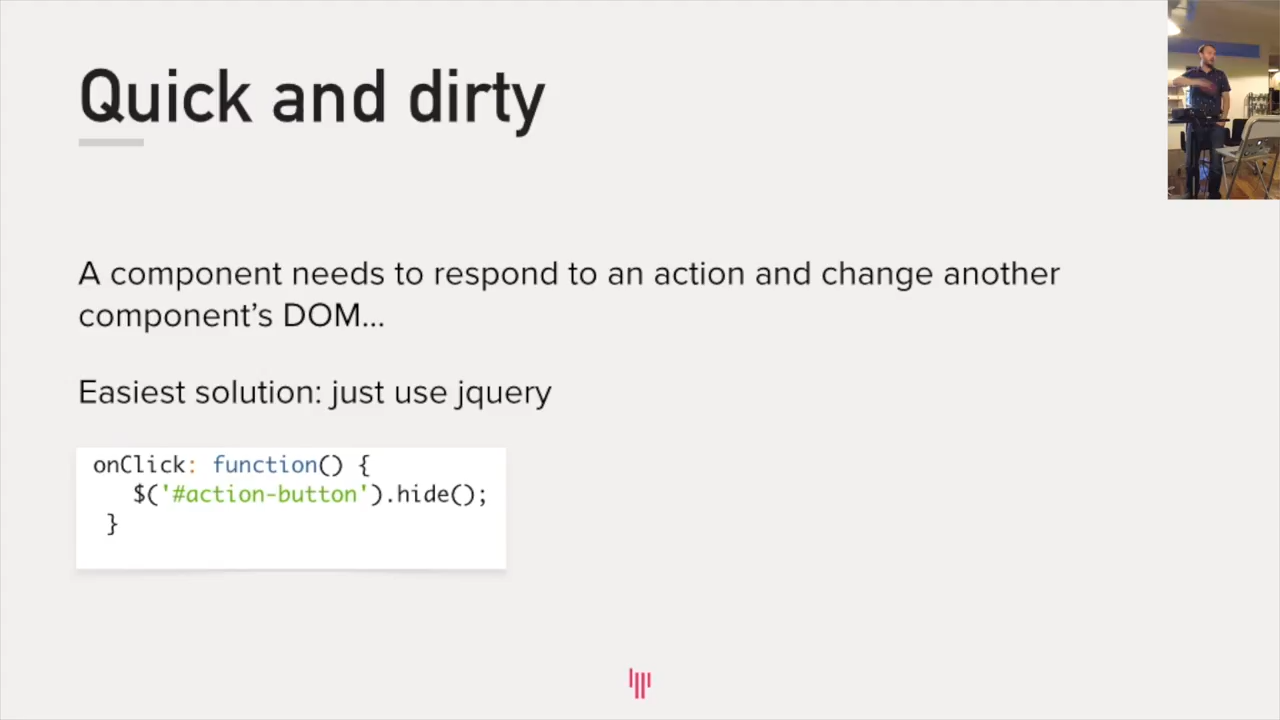 Quick and dirty
A component needs to respond to an action and change another
component’s DOM...
Easiest solution: just use jquery
onClick: function() {
$('#action-button').hide();
}